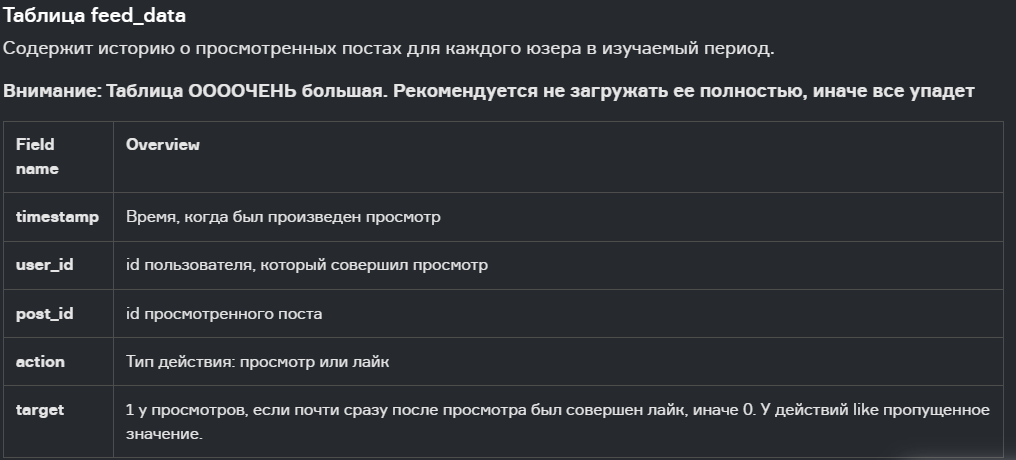 Таблица feed_data
Содержит историю о просмотренных постах для каждого юзера в изучаемый период.
Внимание: Таблица ООООЧЕНЬ большая. Рекомендуется не загружать ее полностью, иначе все упадет
Field name
Overview
timestamp
Время, когда был произведен просмотр
user_id
id пользователя, который совершил просмотр
post_id
id просмотренного поста
action
Тип действия: просмотр или лайк
target
1 у просмотров, если почти сразу после просмотра был совершен лайк, иначе 0. У действий like пропущенное
значение.